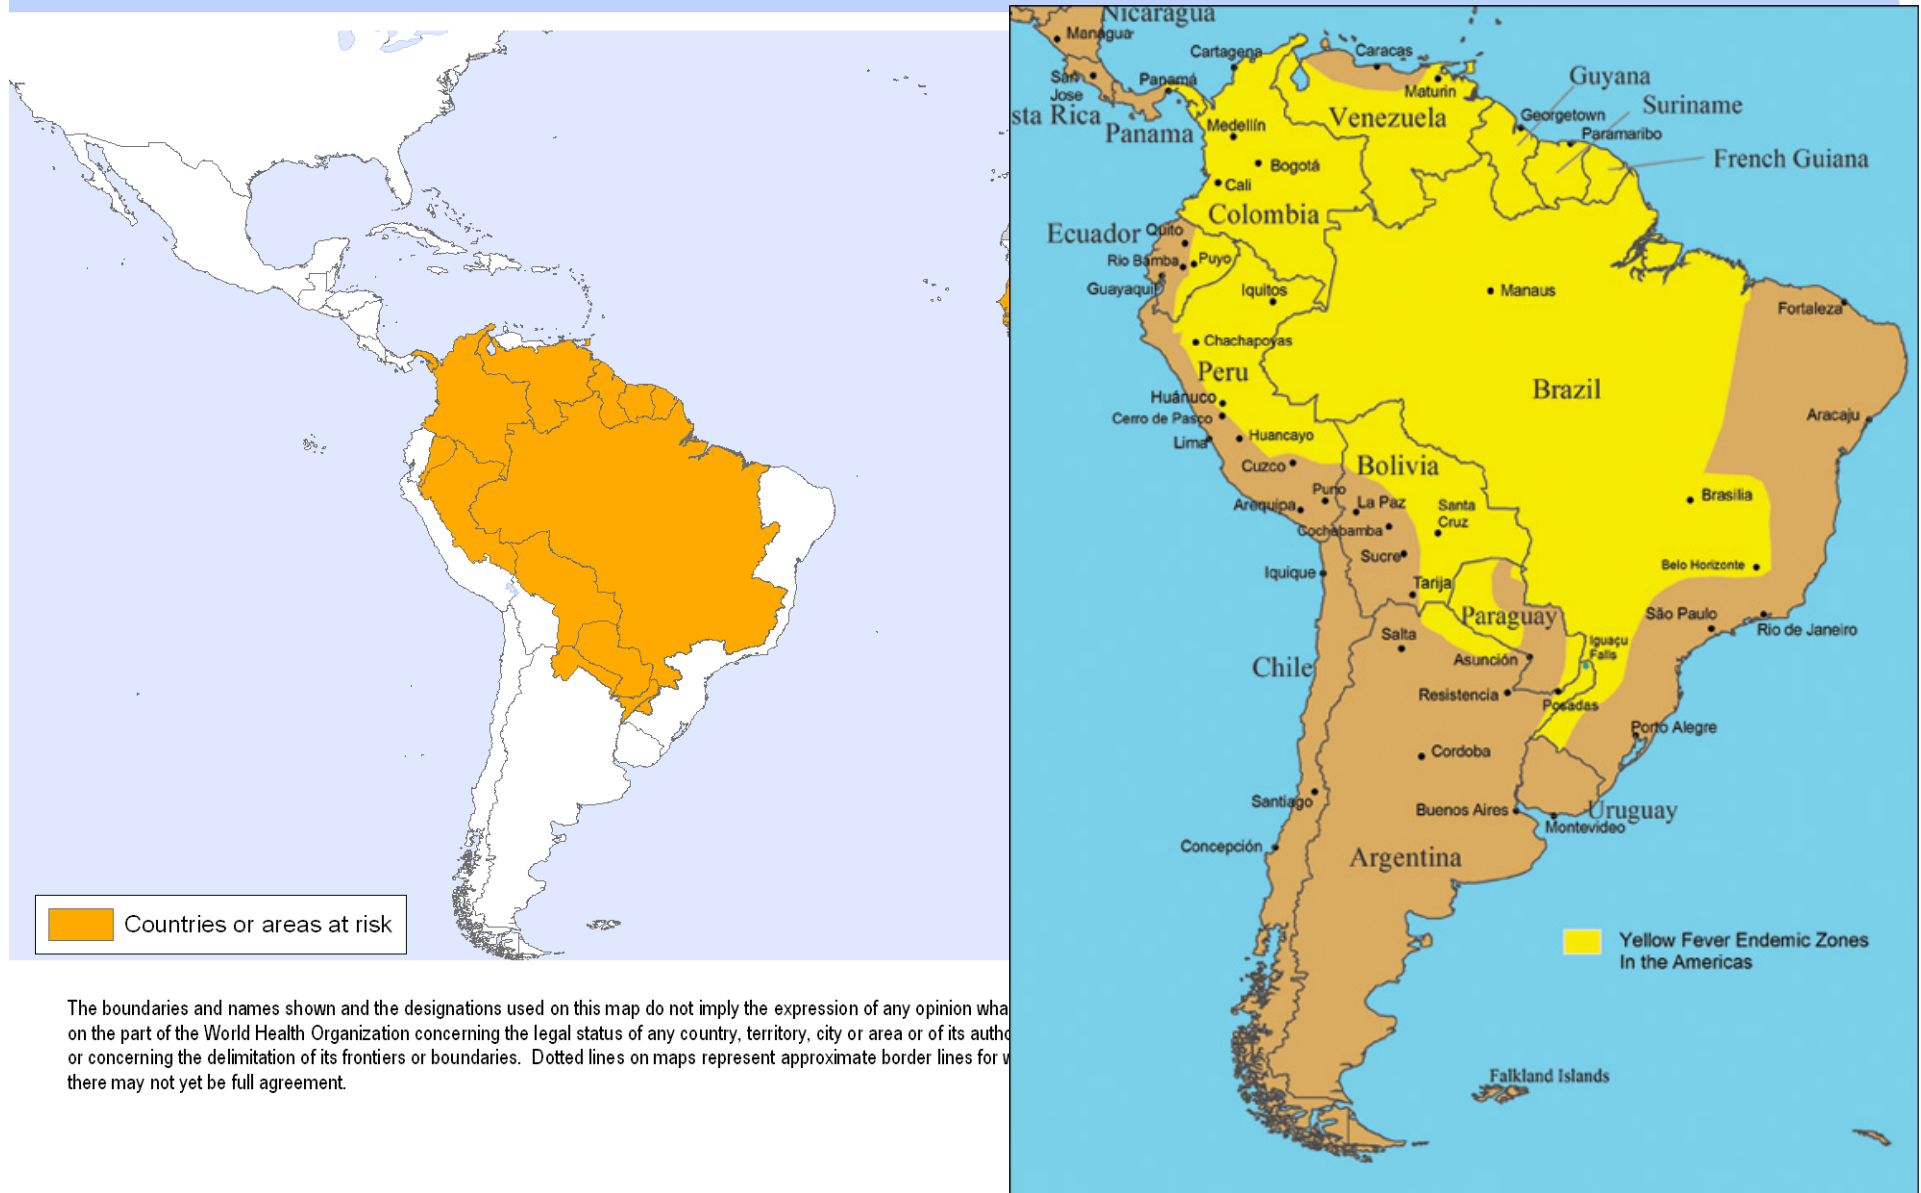 Countries or areas at risk
The boundaries and names shown and the designations used on this map do not imply the expression of any opinion
on the part of the World Health Organization concerning the legal status of any country, territory, city or area or of its
or concerning the delimitation of its frontiers or boundaries. Dotted lines on maps represent approximate border lines for
there may not yet be full agreement.
Nicaragua
Managua
San
Jose
sta Rica
Panamá
Panama
Cartagena
Caracas
Maturin
Venezuela
Guyana
Suriname
Georgetown
Paramaribo
French Guiana
Medellín
Bogotá
Cali
Colombia
Ecuador
Quito
Rio Bamba
Puyo
Guayaquil
Iquitos
Manaus
Fortaleza
Chachapoyas
Peru
Brazil
Huánuco
Cerro de Pasco
Aracaju
Lima
Huancayo
Cuzco
Bolivia
Puno
La Paz
Arequipa
Santa
Cruz
Brasilia
Cochabamba
Sucre
Iquique
Tarija
Belo Horizonte
Paraguay
São Paulo
Rio de Janeiro
Salta
Iguaçu
Falls
Asunción
Chile
Resistencia
Posadas
Porto Alegre
Cordoba
Santiago
Buenos Aires
Uruguay
Montevideo
Concepción
Argentina
Yellow Fever Endemic Zones
In the Americas
Falkland Islands